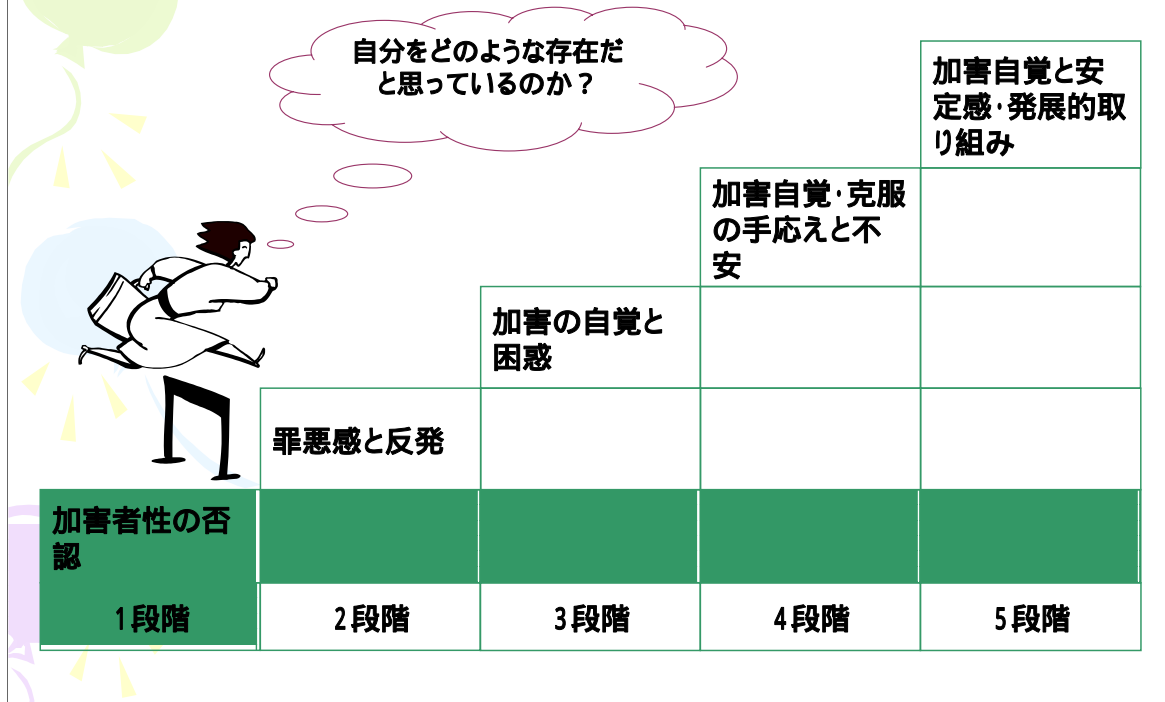 自分をどのような存在だ
と思っているのか？
加害自覚と安
定感・発展的取
り組み
加害自覚・克服
の手応えと不
安
加害の自覚と
困惑
罪悪感と反発
加害者性の否
認
1段階
2段階
3段階
4段階
5段階